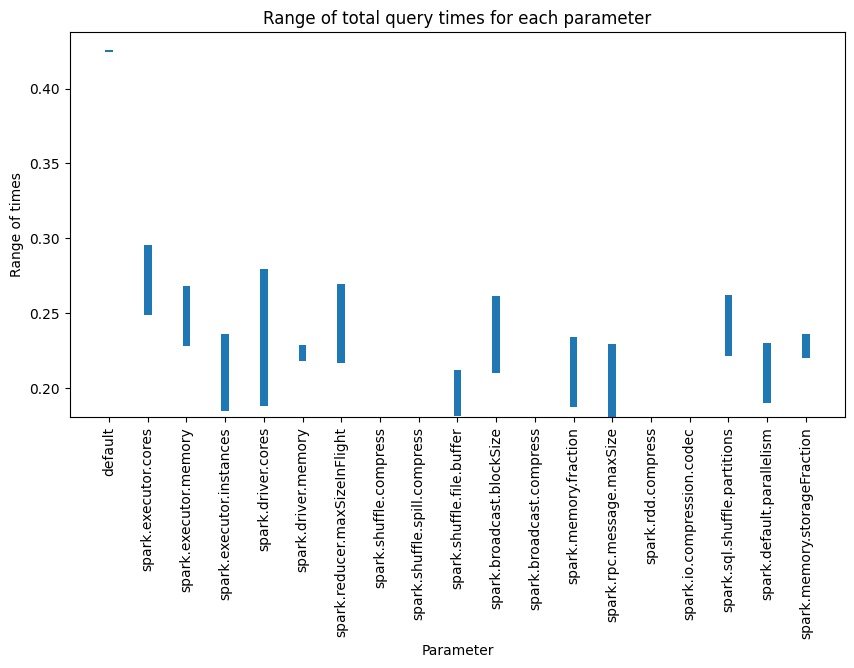 Range of total query times for each parameter
Range of times
0.40
0.35
0.30
0.25
0.20
default
spark.executor.cores
spark.executor.memory
spark.executor.instances
spark.driver.cores
spark.driver.memory
spark.reducer.maxSizeInFlight
spark.shuffle.compress
spark.shuffle.spill.compress
spark.shuffle.file.buffer
spark.broadcast.blockSize
spark.broadcast.compress
spark.memory.fraction
spark.rpc.message.maxSize
spark.rdd.compress
spark.io.compression.codec
spark.sql.shuffle.partitions
spark.default.parallelism
spark.memory.storageFraction
Parameter